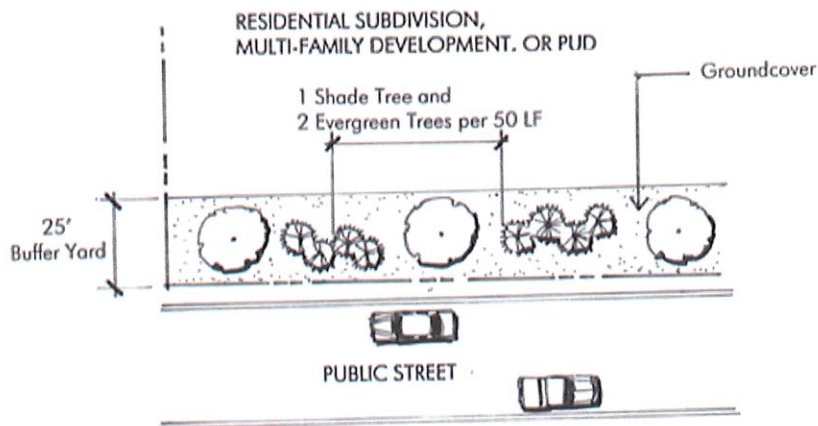 RESIDENTIAL SUBDIVISION,
MULTI-FAMILY DEVELOPMENT. OR PUD
Groundcover
1 Shade Tree and
2 Evergreen Trees per 50 LF
25'
Buffer Yard
PUBLIC STREET